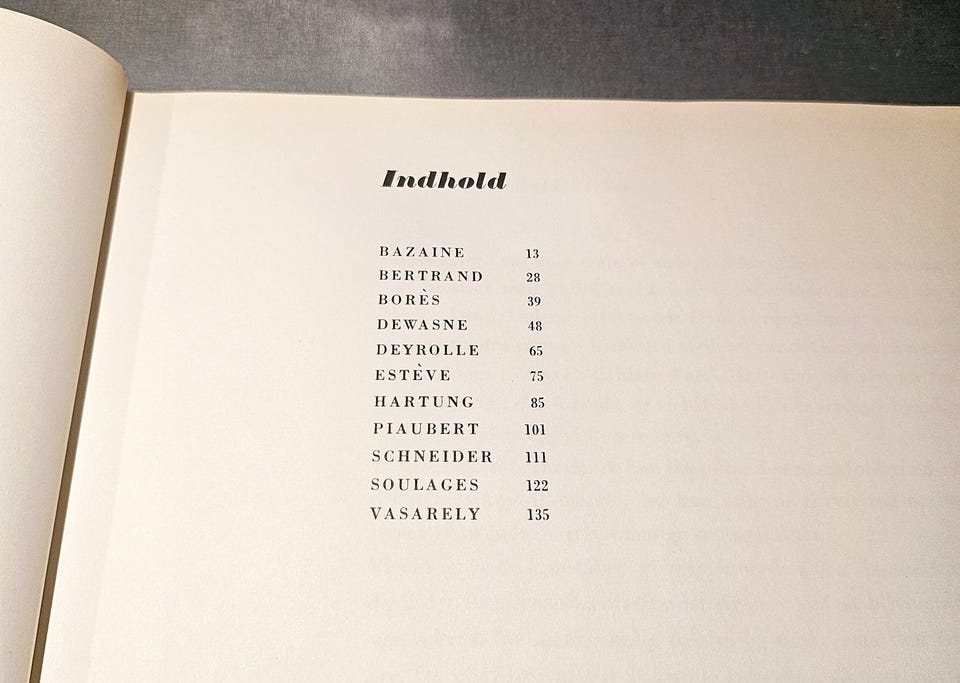 Indhold
BAZAINE 13
BERTRAND 28
BORÈS 39
DEWASNE 48
DEYROLLE 65
ESTÈVE 75
HARTUNG 85
PIAUBERT 101
SCHNEIDER 111
SOULAGES 122
VASARELY 135